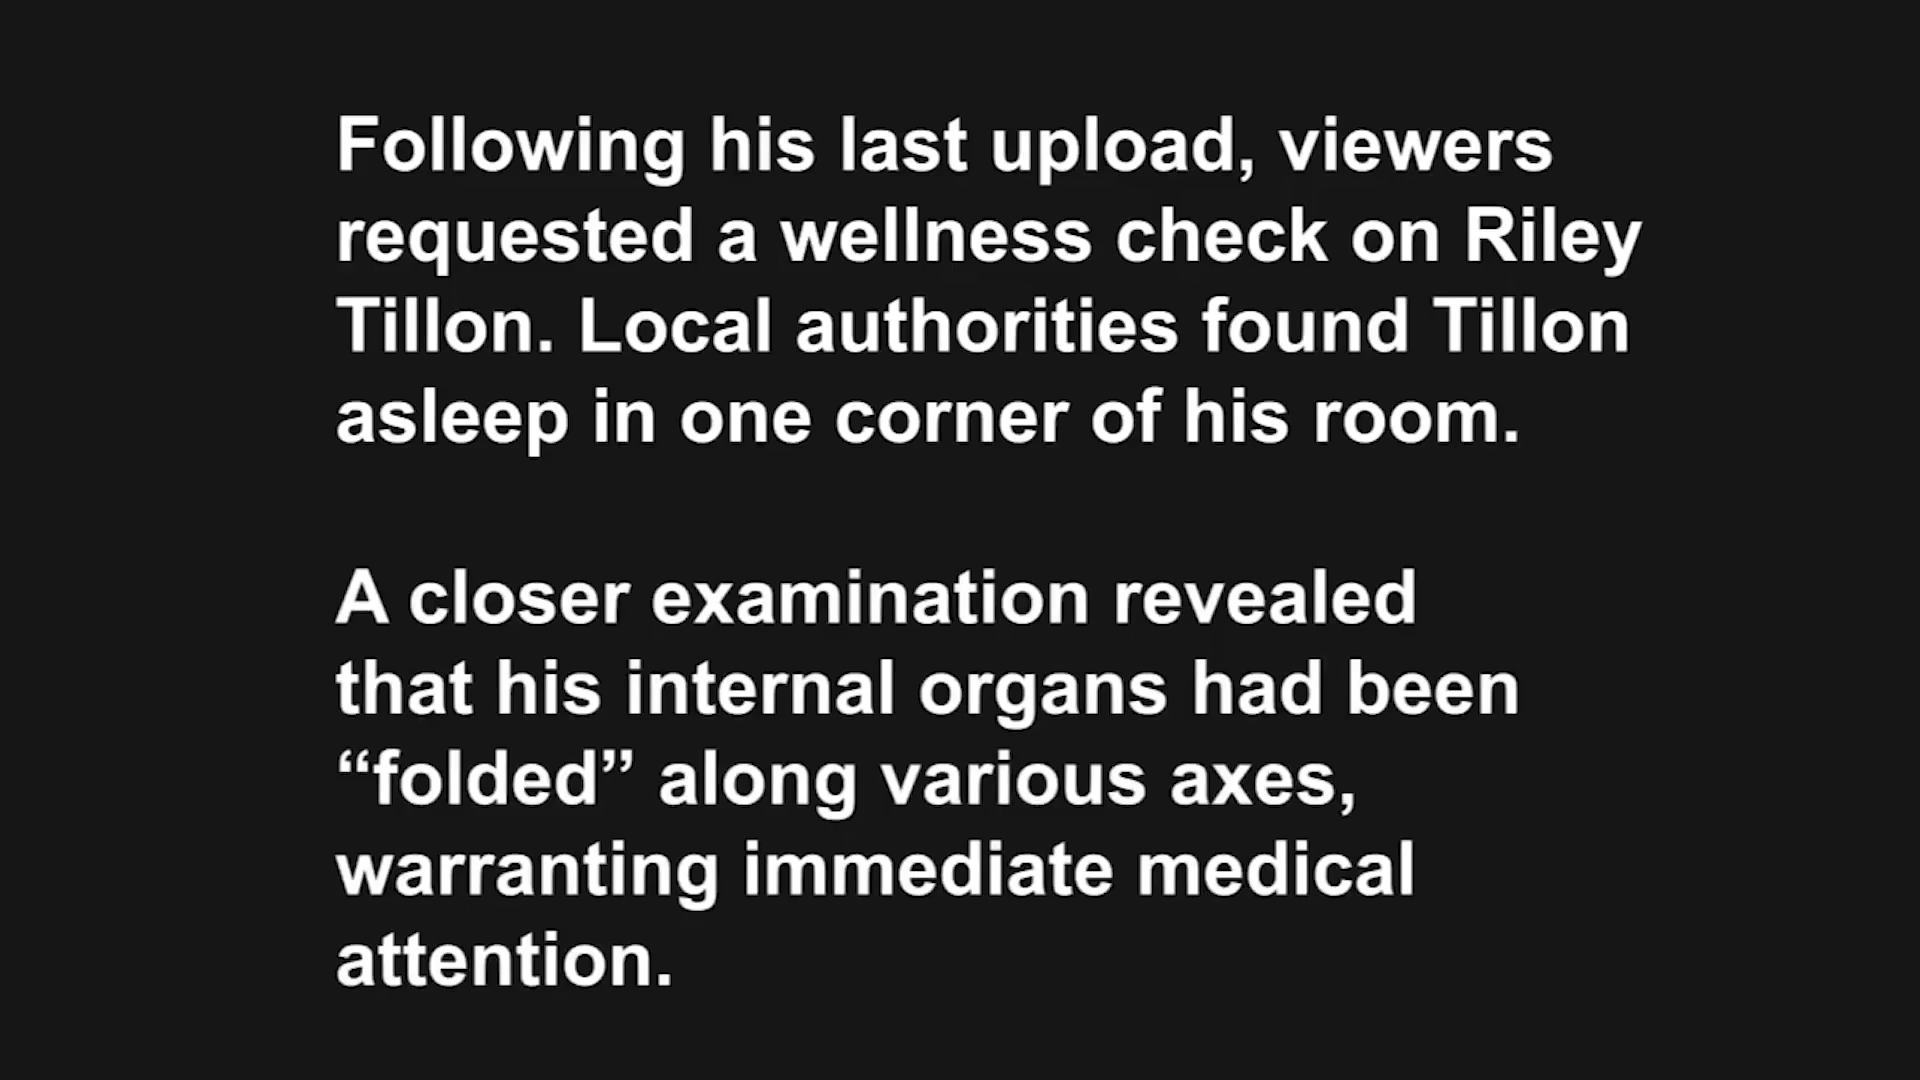 Following his last upload, viewers
requested a wellness check on Riley
Tillon. Local authorities found Tillon
asleep in one corner of his room.
A closer examination revealed
that his internal organs had been
“folded” along various axes,
warranting immediate medical
attention.